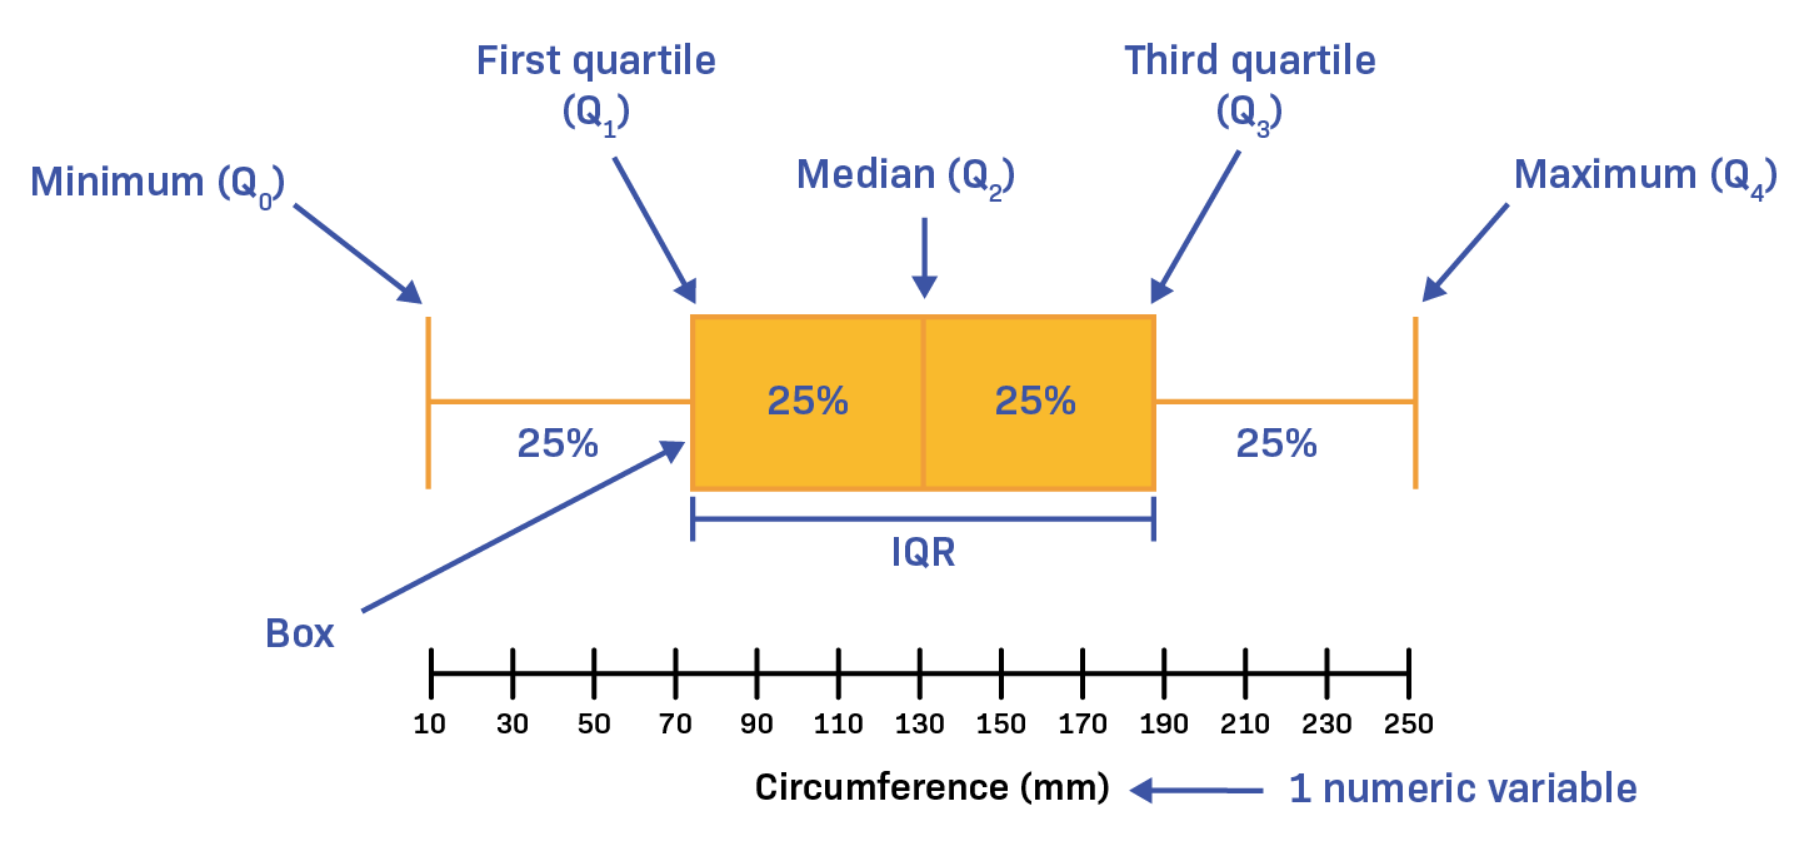 First quartile
(Q₁)
Third quartile
(Q₃)
Minimum (Q₀)
Median (Q₂)
Maximum (Q₄)
25%
25%
25%
25%
IQR
Box
10 30 50 70 90 110 130 150 170 190 210 230 250
Circumference (mm)
1 numeric variable